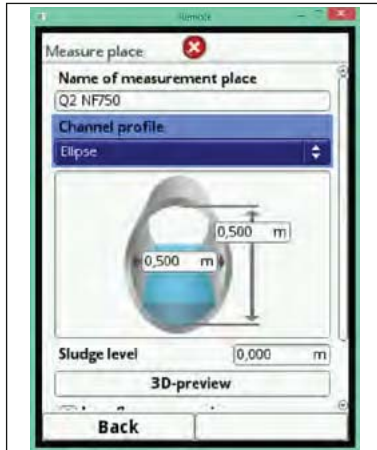 Remote
Measure place
Name of measurement place
Q2 NF750
Channel profile
Ellipse
0,500 m
0,500 m
Sludge level 0,000 m
3D-preview
Back